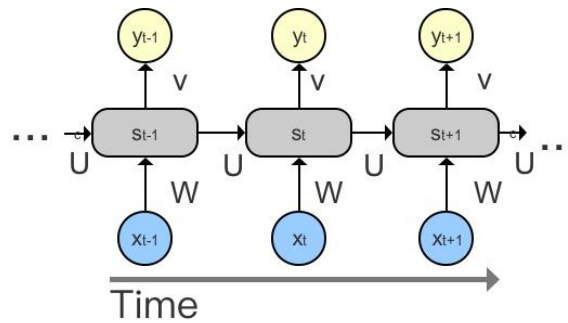 yt-1 yt yt+1
v v v
... c st-1 st st+1 c ..
U U U U
W W W
xt-1 xt xt+1
Time